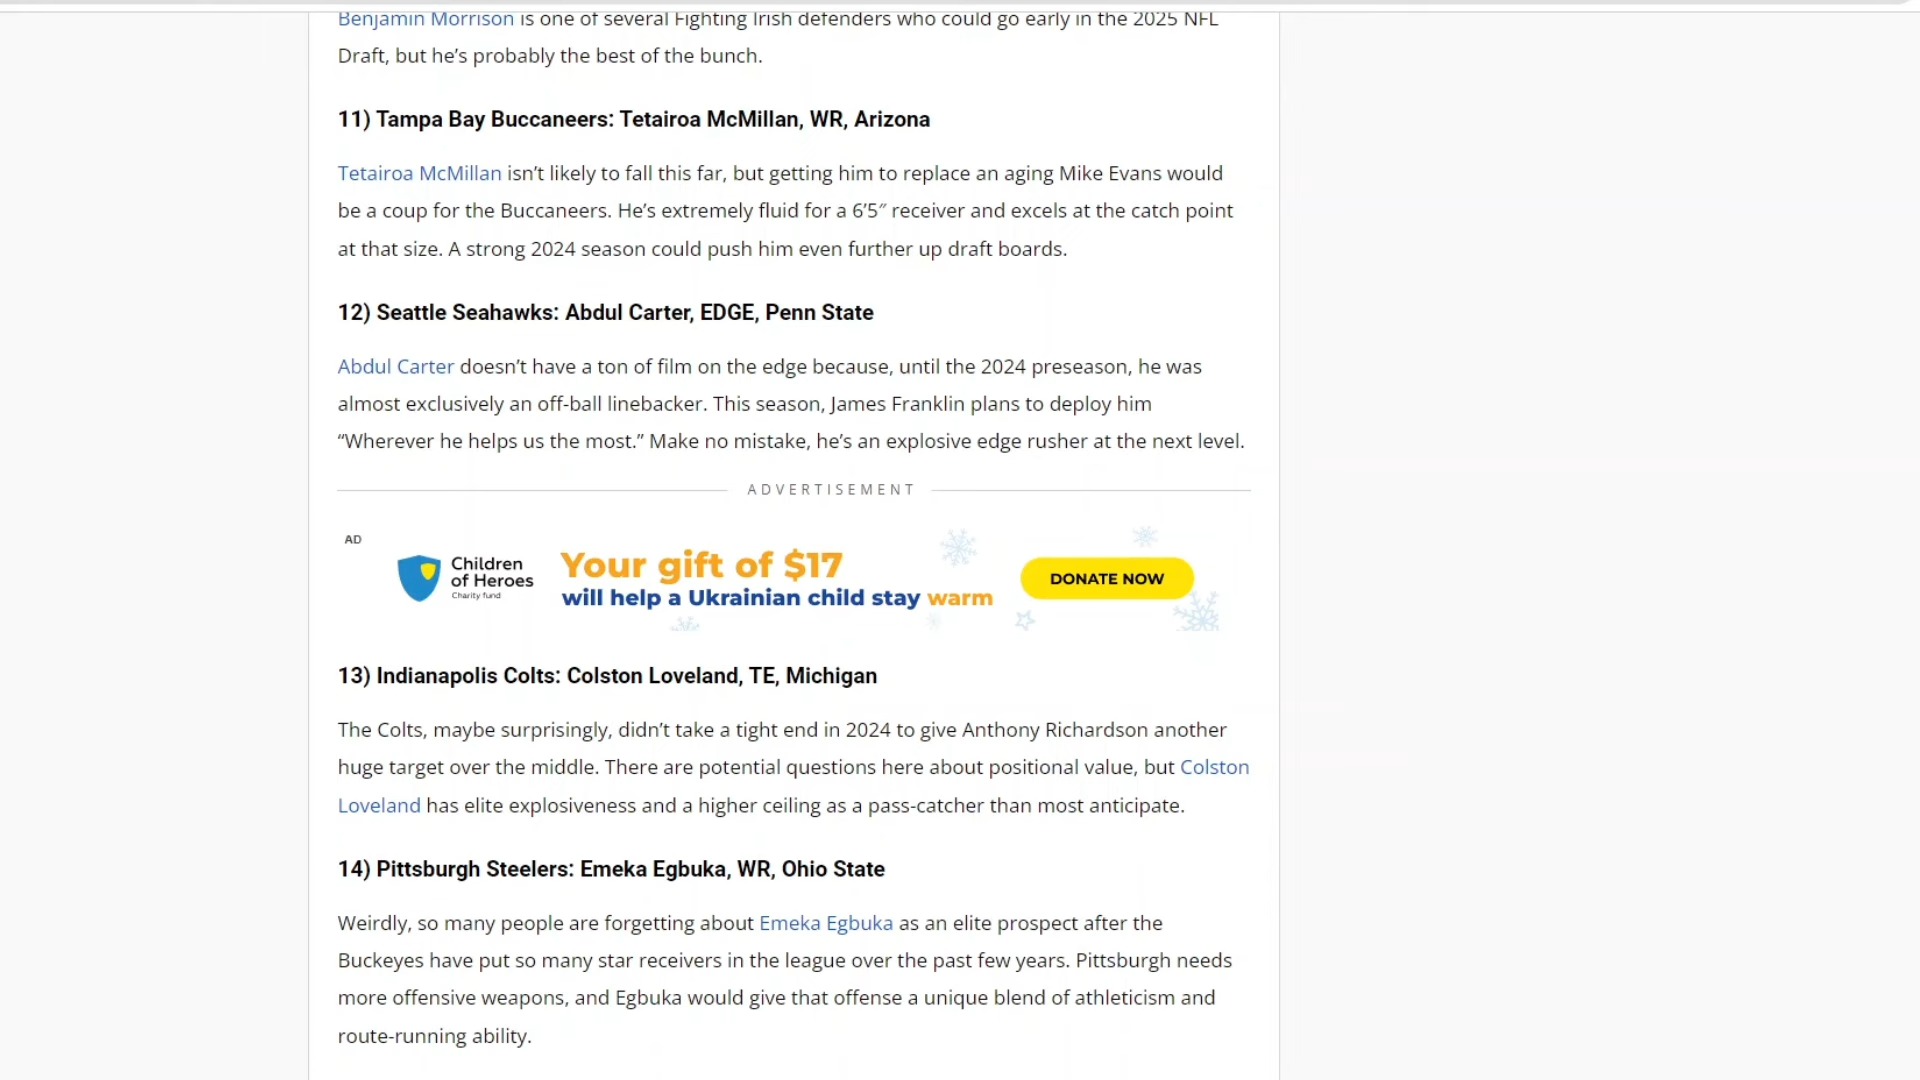 Benjamin Morrison is one of several Fighting Irish defenders who could go early in the 2025 NFL
Draft, but he’s probably the best of the bunch.
11) Tampa Bay Buccaneers: Tetairoa McMillan, WR, Arizona
Tetairoa McMillan isn’t likely to fall this far, but getting him to replace an aging Mike Evans would
be a coup for the Buccaneers. He’s extremely fluid for a 6’5″ receiver and excels at the catch point
at that size. A strong 2024 season could push him even further up draft boards.
12) Seattle Seahawks: Abdul Carter, EDGE, Penn State
Abdul Carter doesn’t have a ton of film on the edge because, until the 2024 preseason, he was
almost exclusively an off-ball linebacker. This season, James Franklin plans to deploy him
“Wherever he helps us the most.” Make no mistake, he’s an explosive edge rusher at the next level.
ADVERTISEMENT
AD
Children
of Heroes
Charity fund
Your gift of $17
will help a Ukrainian child stay warm
DONATE NOW
13) Indianapolis Colts: Colston Loveland, TE, Michigan
The Colts, maybe surprisingly, didn’t take a tight end in 2024 to give Anthony Richardson another
huge target over the middle. There are potential questions here about positional value, but Colston
Loveland has elite explosiveness and a higher ceiling as a pass-catcher than most anticipate.
14) Pittsburgh Steelers: Emeka Egbuka, WR, Ohio State
Weirdly, so many people are forgetting about Emeka Egbuka as an elite prospect after the
Buckeyes have put so many star receivers in the league over the past few years. Pittsburgh needs
more offensive weapons, and Egbuka would give that offense a unique blend of athleticism and
route-running ability.